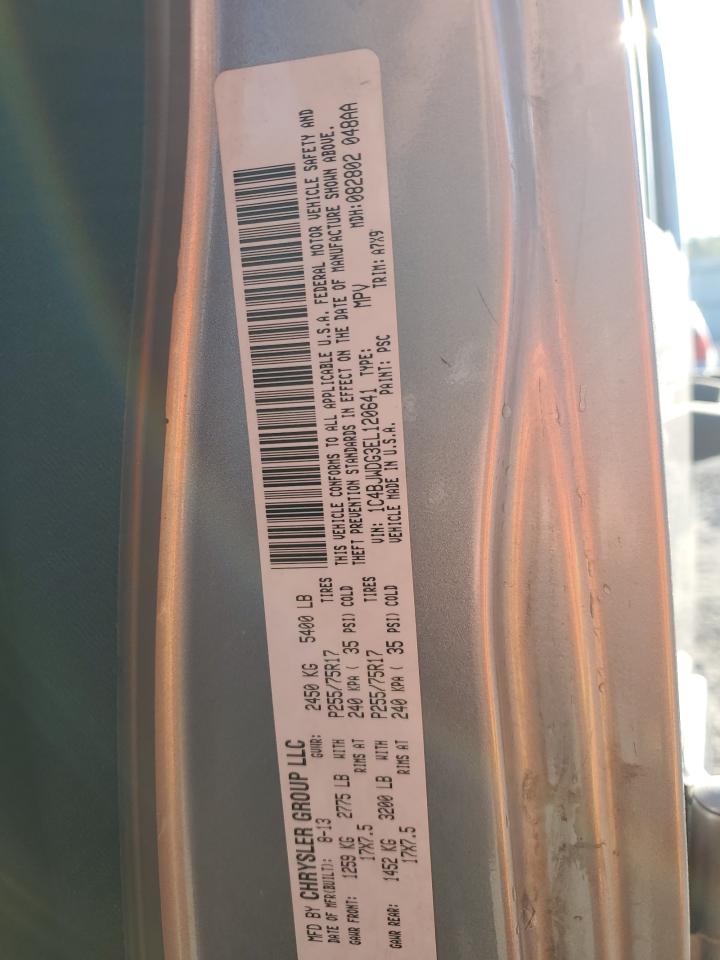 MFD BY CHRYSLER GROUP LLC
DATE OF MFR(BUILT): 8-13 GVWR: 2450 KG 5400 LB
GAWR FRONT: 1259 KG 2775 LB WITH P255/75R17 TIRES
17X7.5 RIMS AT 240 KPA ( 35 PSI) COLD
GAWR REAR: 1452 KG 3200 LB WITH P255/75R17 TIRES
17X7.5 RIMS AT 240 KPA ( 35 PSI) COLD
THIS VEHICLE CONFORMS TO ALL APPLICABLE U.S.A. FEDERAL MOTOR VEHICLE SAFETY AND
THEFT PREVENTION STANDARDS IN EFFECT ON THE DATE OF MANUFACTURE SHOWN ABOVE.
VIN: 1C4BJWDG3EL120641 TYPE: MPV MDH:082802 048AA
VEHICLE MADE IN U.S.A. PAINT: PSC TRIM: A7X9